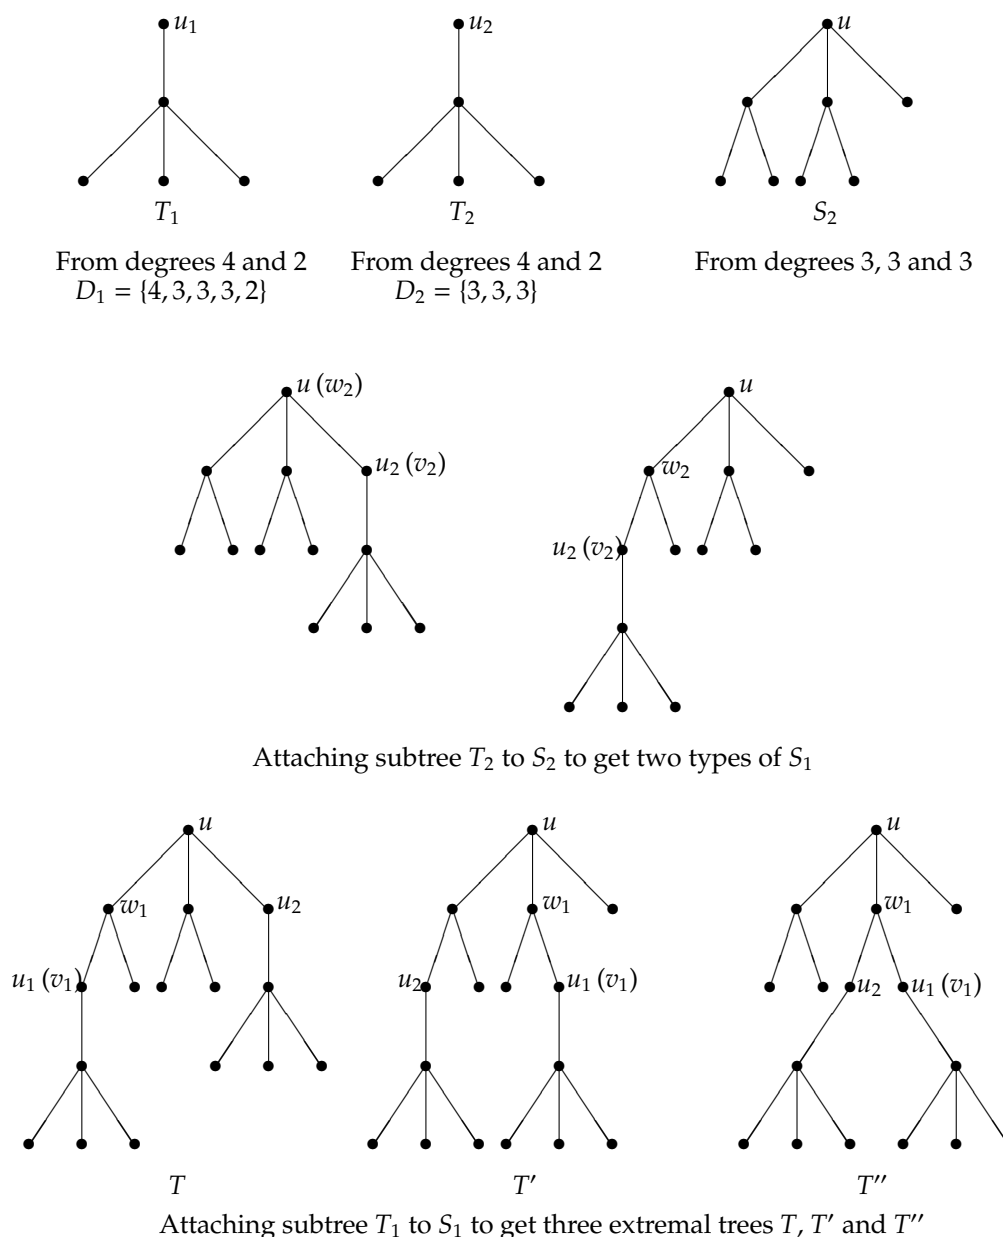 u₁ u₂ u
T₁ T₂ S₂
From degrees 4 and 2 From degrees 4 and 2 From degrees 3, 3 and 3
D₁ = {4, 3, 3, 3, 2} D₂ = {3, 3, 3}
u (w₂) u
u₂ (v₂) w₂
u₂ (v₂)
Attaching subtree T₂ to S₂ to get two types of S₁
u u u
w₁ u₂ w₁ w₁
u₁ (v₁) u₂ u₁ (v₁) u₂ u₁ (v₁)
T T′ T′′
Attaching subtree T₁ to S₁ to get three extremal trees T, T′ and T′′